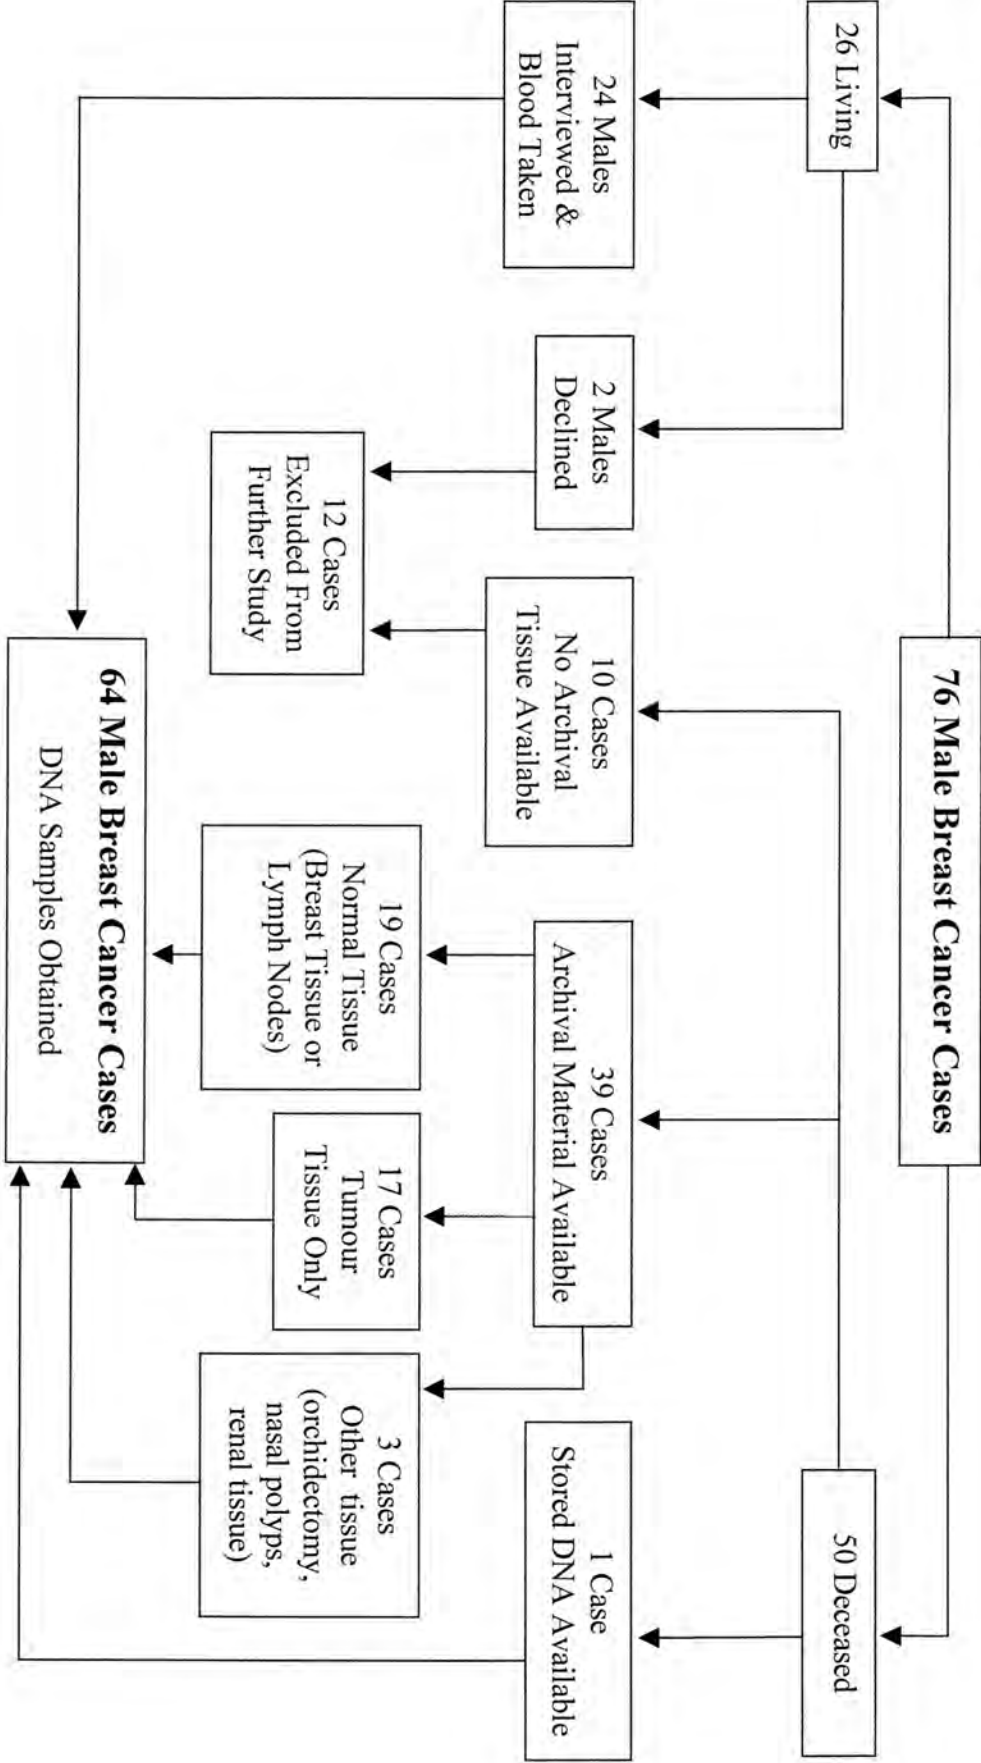 76 Male Breast Cancer Cases
26 Living
50 Deceased
24 Males
Interviewed &
Blood Taken
2 Males
Declined
10 Cases
No Archival
Tissue Available
39 Cases
Archival Material Available
1 Case
Stored DNA Available
12 Cases
Excluded From
Further Study
19 Cases
Normal Tissue
(Breast Tissue or
Lymph Nodes)
17 Cases
Tumour
Tissue Only
3 Cases
Other tissue
(orchidectomy,
nasal polyps,
renal tissue)
64 Male Breast Cancer Cases
DNA Samples Obtained